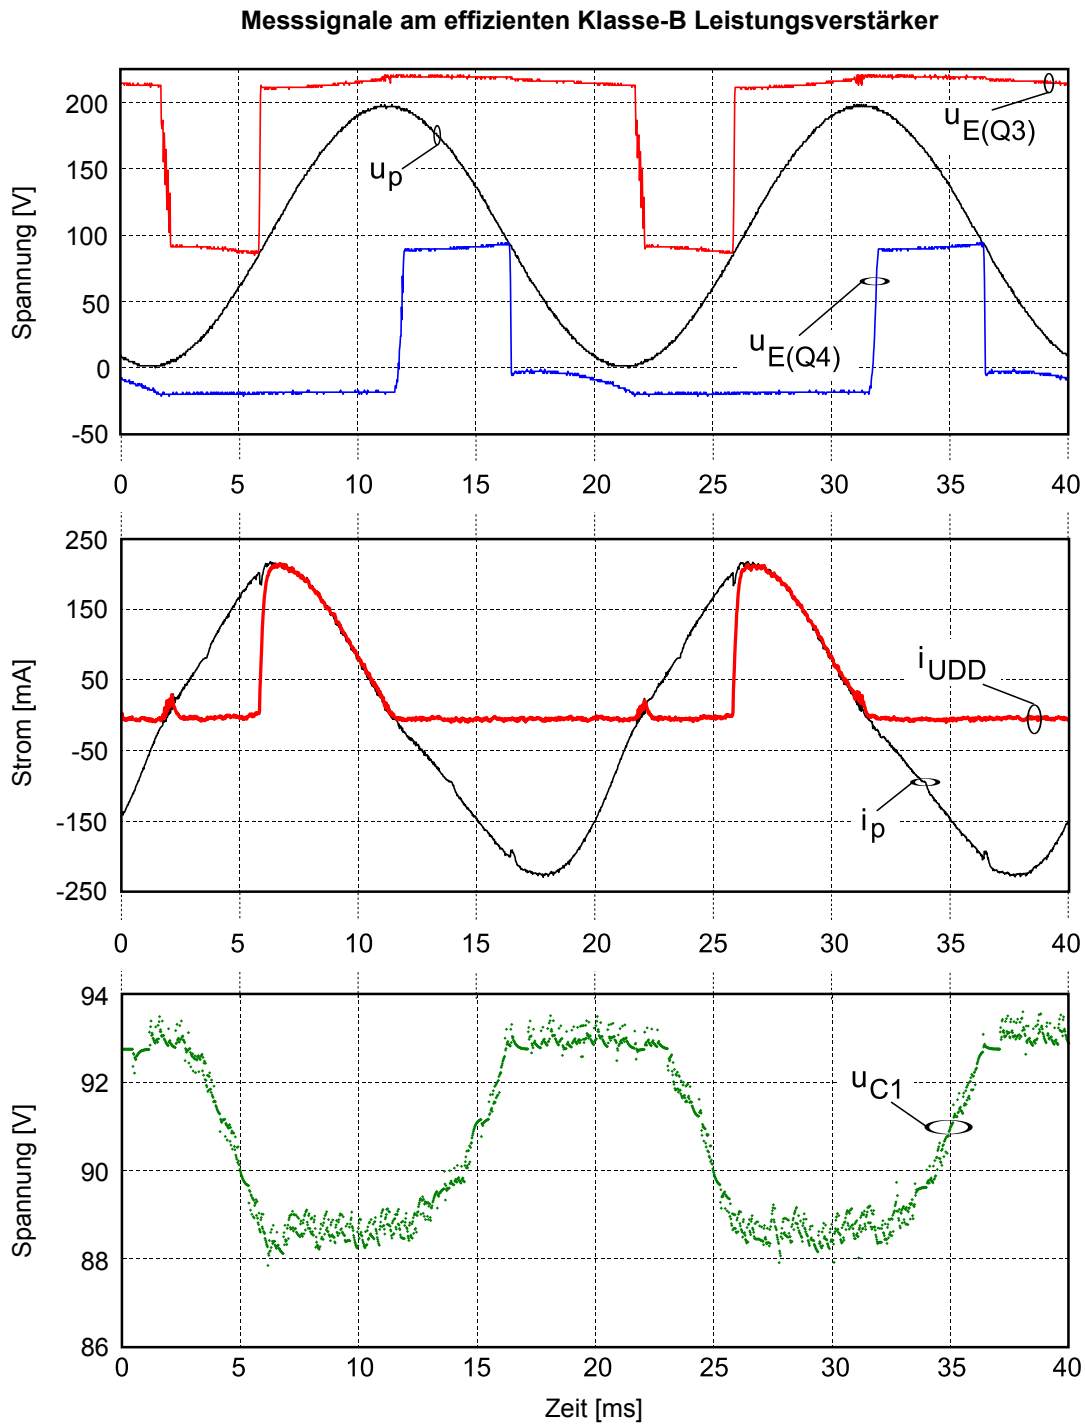 Messsignale am effizienten Klasse-B Leistungsverstärker
Spannung [V]
200
150
100
50
0
-50
uE(Q3)
up
uE(Q4)
0 5 10 15 20 25 30 35 40
Strom [mA]
250
150
50
-50
-150
-250
iUDD
ip
0 5 10 15 20 25 30 35 40
Spannung [V]
94
92
90
88
86
uC1
0 5 10 15 20 25 30 35 40
Zeit [ms]